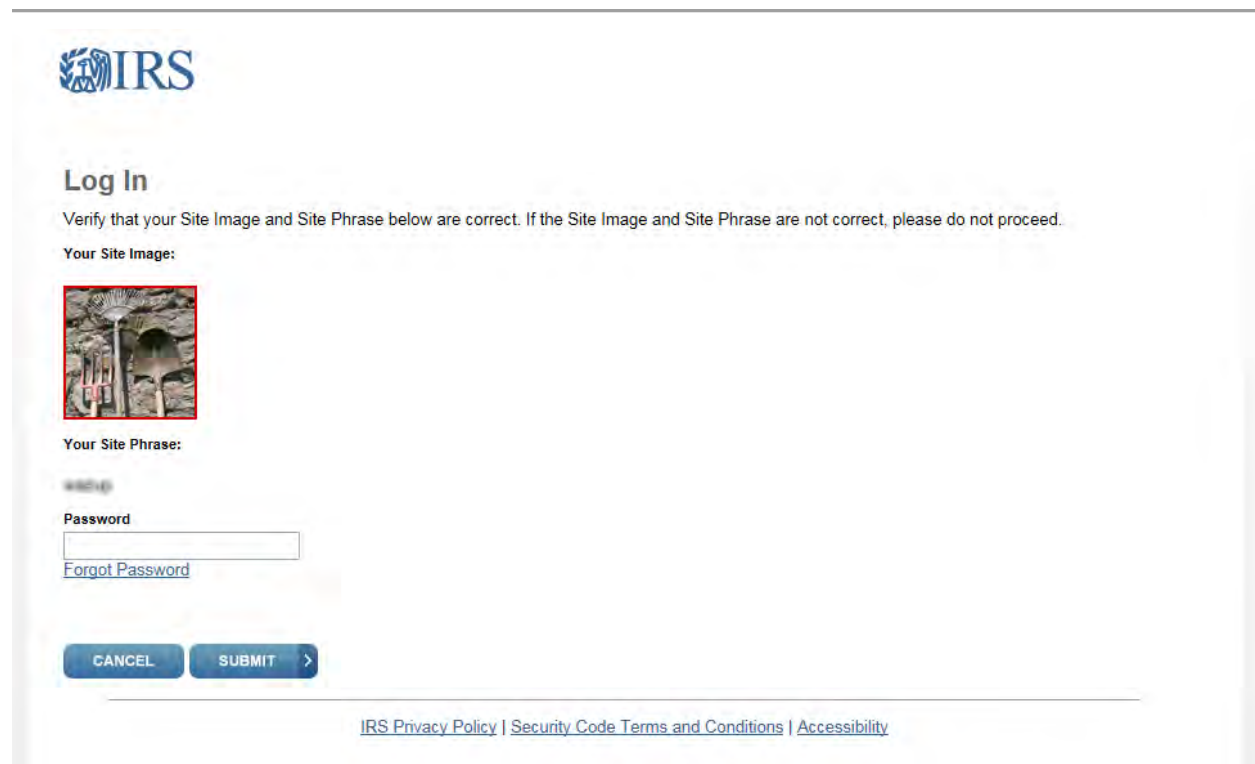 IRS
Log In
Verify that your Site Image and Site Phrase below are correct. If the Site Image and Site Phrase are not correct, please do not proceed.
Your Site Image:
Your Site Phrase:
Password
Forgot Password
CANCEL SUBMIT >
IRS Privacy Policy | Security Code Terms and Conditions | Accessibility